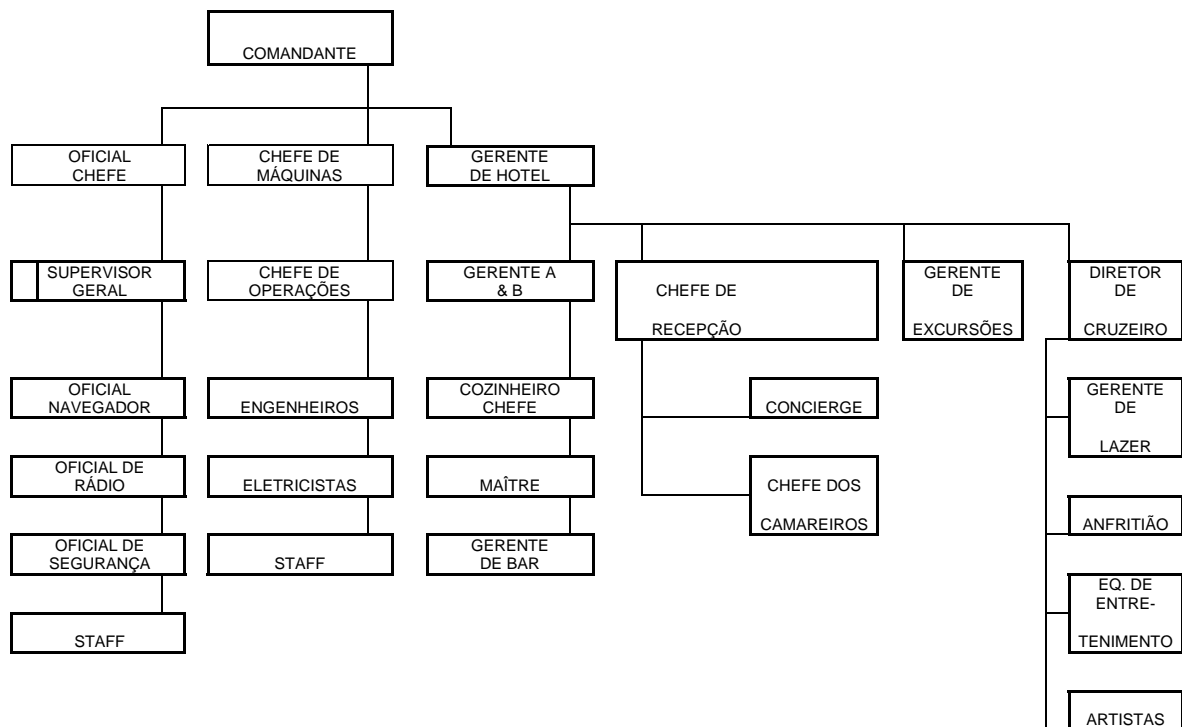 COMANDANTE
OFICIAL
CHEFE
CHEFE DE
MÁQUINAS
GERENTE
DE HOTEL
SUPERVISOR
GERAL
CHEFE DE
OPERAÇÕES
GERENTE A
& B
CHEFE DE
RECEPÇÃO
GERENTE
DE
EXCURSÕES
DIRETOR
DE
CRUZEIRO
OFICIAL
NAVEGADOR
ENGENHEIROS
COZINHEIRO
CHEFE
CONCIERGE
GERENTE
DE
LAZER
OFICIAL DE
RÁDIO
ELETRICISTAS
MAÎTRE
CHEFE DOS
CAMAREIROS
ANFRITIÃO
OFICIAL DE
SEGURANÇA
STAFF
GERENTE
DE BAR
EQ. DE
ENTRE-
TENIMENTO
STAFF
ARTISTAS